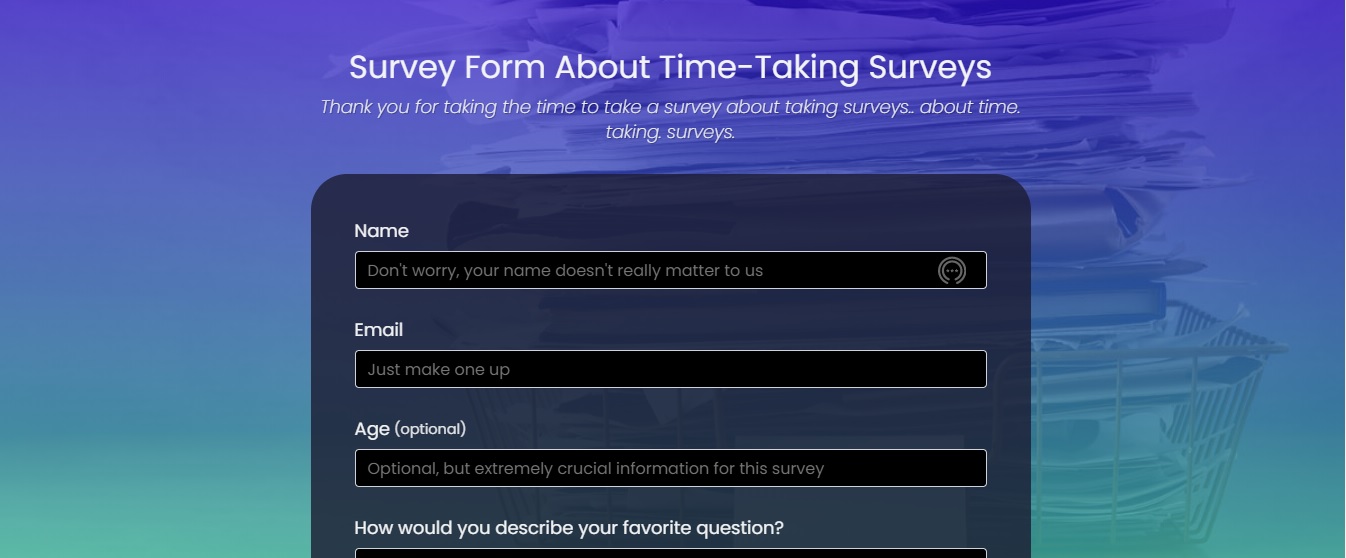 Survey Form About Time-Taking Surveys
Thank you for taking the time to take a survey about taking surveys.. about time.
taking. surveys.
Name
Don't worry, your name doesn't really matter to us
Email
Just make one up
Age (optional)
Optional, but extremely crucial information for this survey
How would you describe your favorite question?